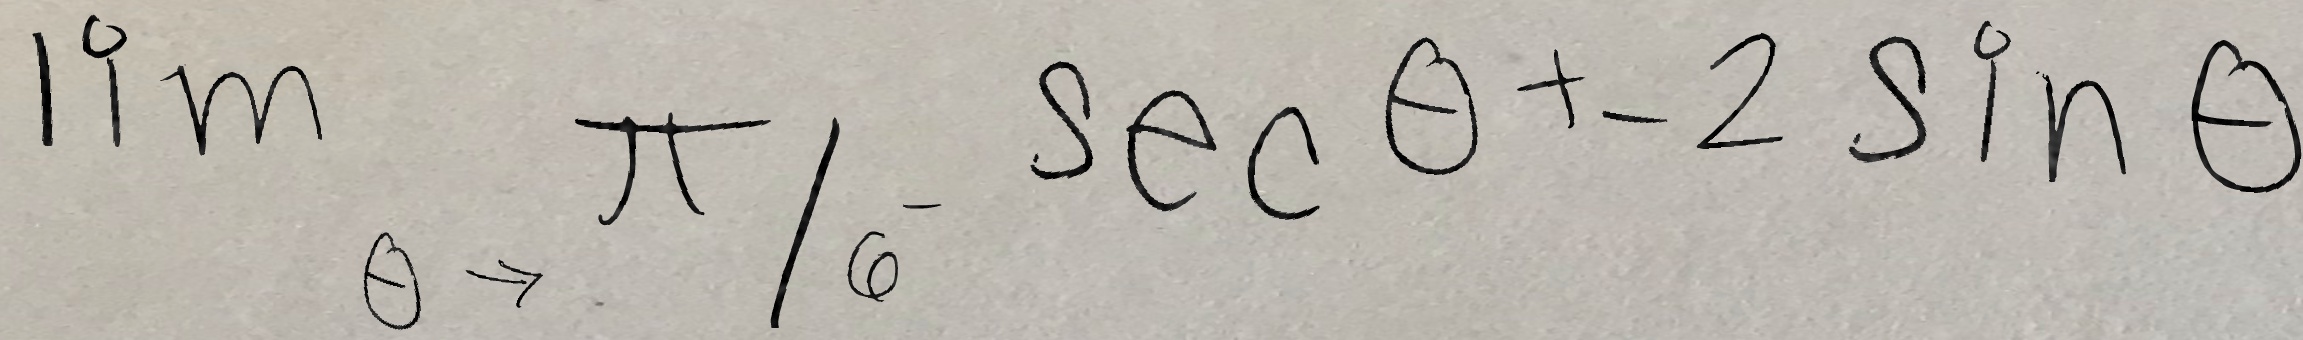 lim θ → π/6⁻ sec θ + -2 sin θ